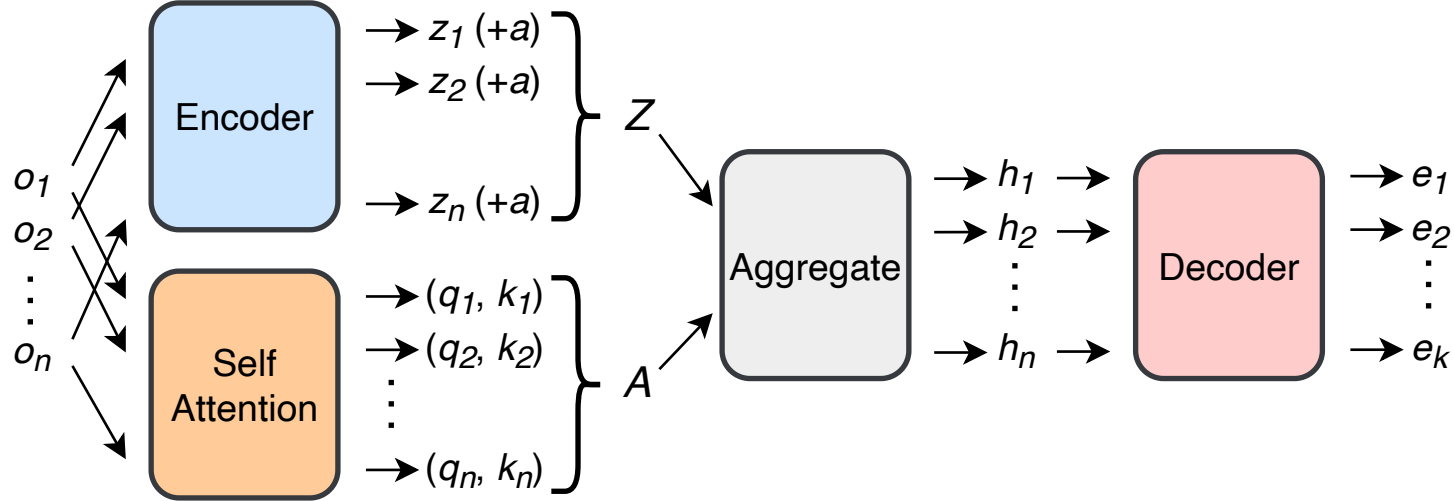 o1
o2
on
Encoder
Self
Attention
z1 (+a)
z2 (+a)
zn (+a)
(q1, k1)
(q2, k2)
(qn, kn)
Z
A
Aggregate
h1
h2
hn
Decoder
e1
e2
ek